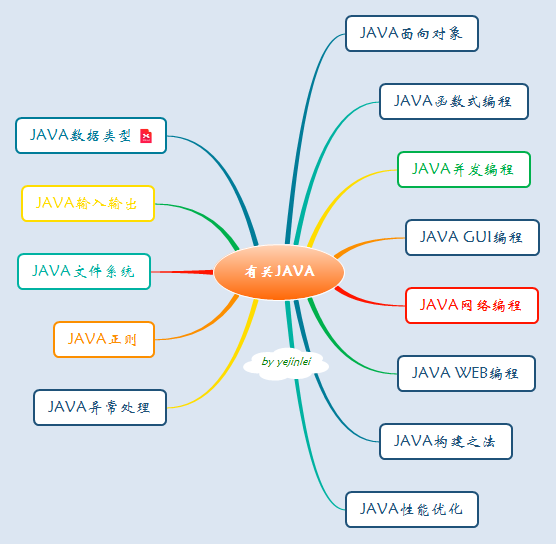 JAVA面向对象
JAVA函数式编程
JAVA数据类型
JAVA并发编程
JAVA输入输出
JAVA GUI编程
有关JAVA
JAVA文件系统
JAVA网络编程
JAVA正则
by yejinlei
JAVA WEB编程
JAVA异常处理
JAVA构建之法
JAVA性能优化